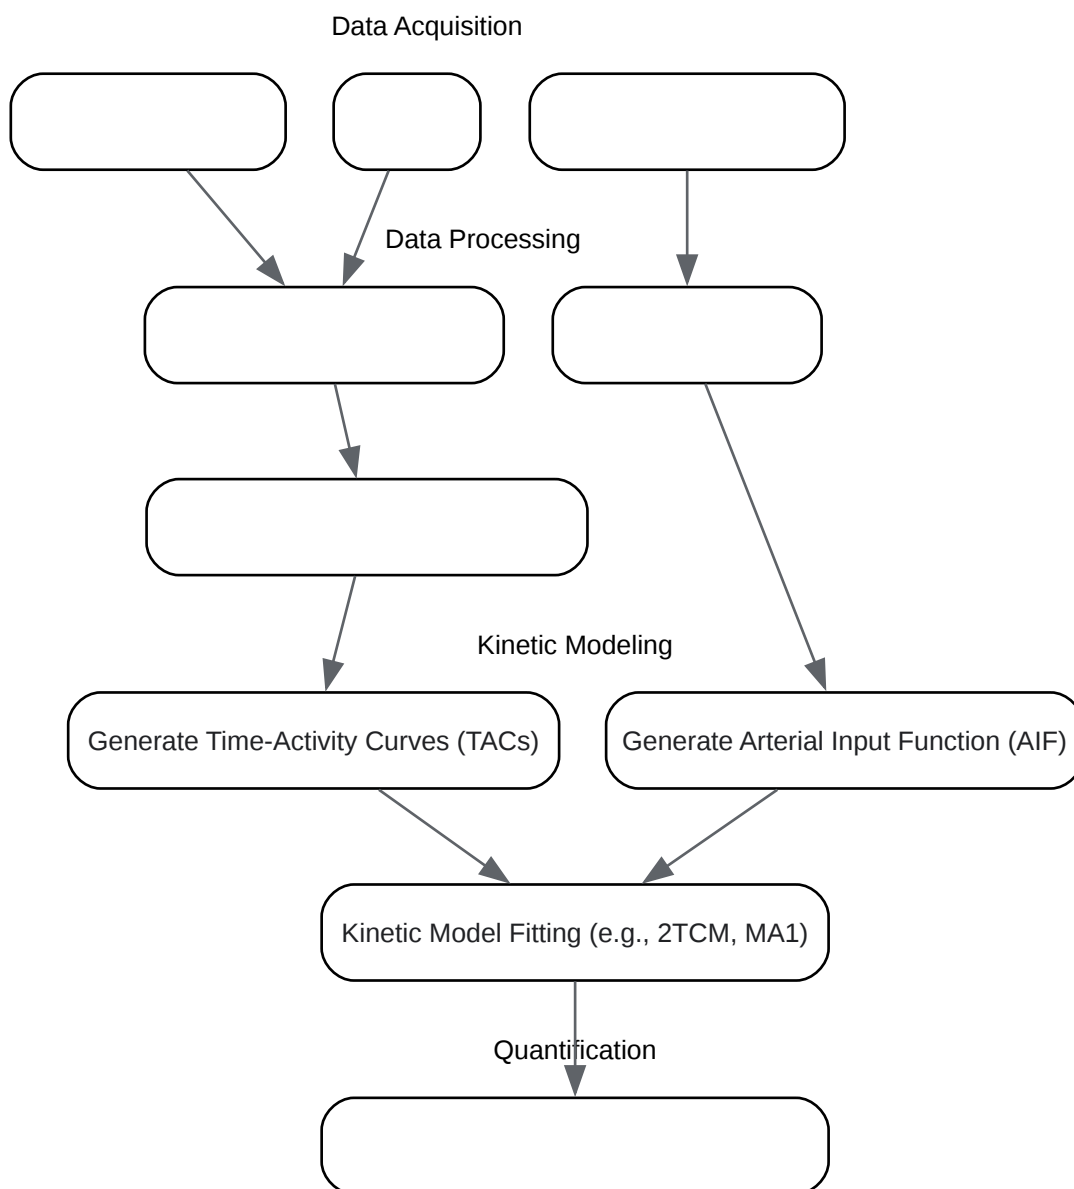 Data Acquisition
Data Processing
Kinetic Modeling
Generate Time-Activity Curves (TACs)
Generate Arterial Input Function (AIF)
Kinetic Model Fitting (e.g., 2TCM, MA1)
Quantification